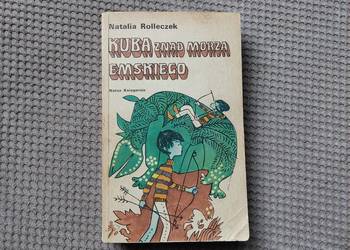 Natalia Rolleczek
KUBA ZNAD MORZA
EMSKIEGO
Nasza Księgarnia